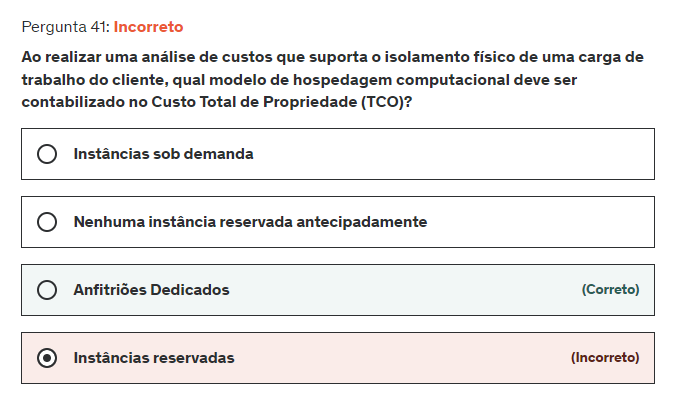 Pergunta 41: Incorreto
Ao realizar uma análise de custos que suporta o isolamento físico de uma carga de
trabalho do cliente, qual modelo de hospedagem computacional deve ser
contabilizado no Custo Total de Propriedade (TCO)?
Instâncias sob demanda
Nenhuma instância reservada antecipadamente
Anfitriões Dedicados (Correto)
Instâncias reservadas (Incorreto)